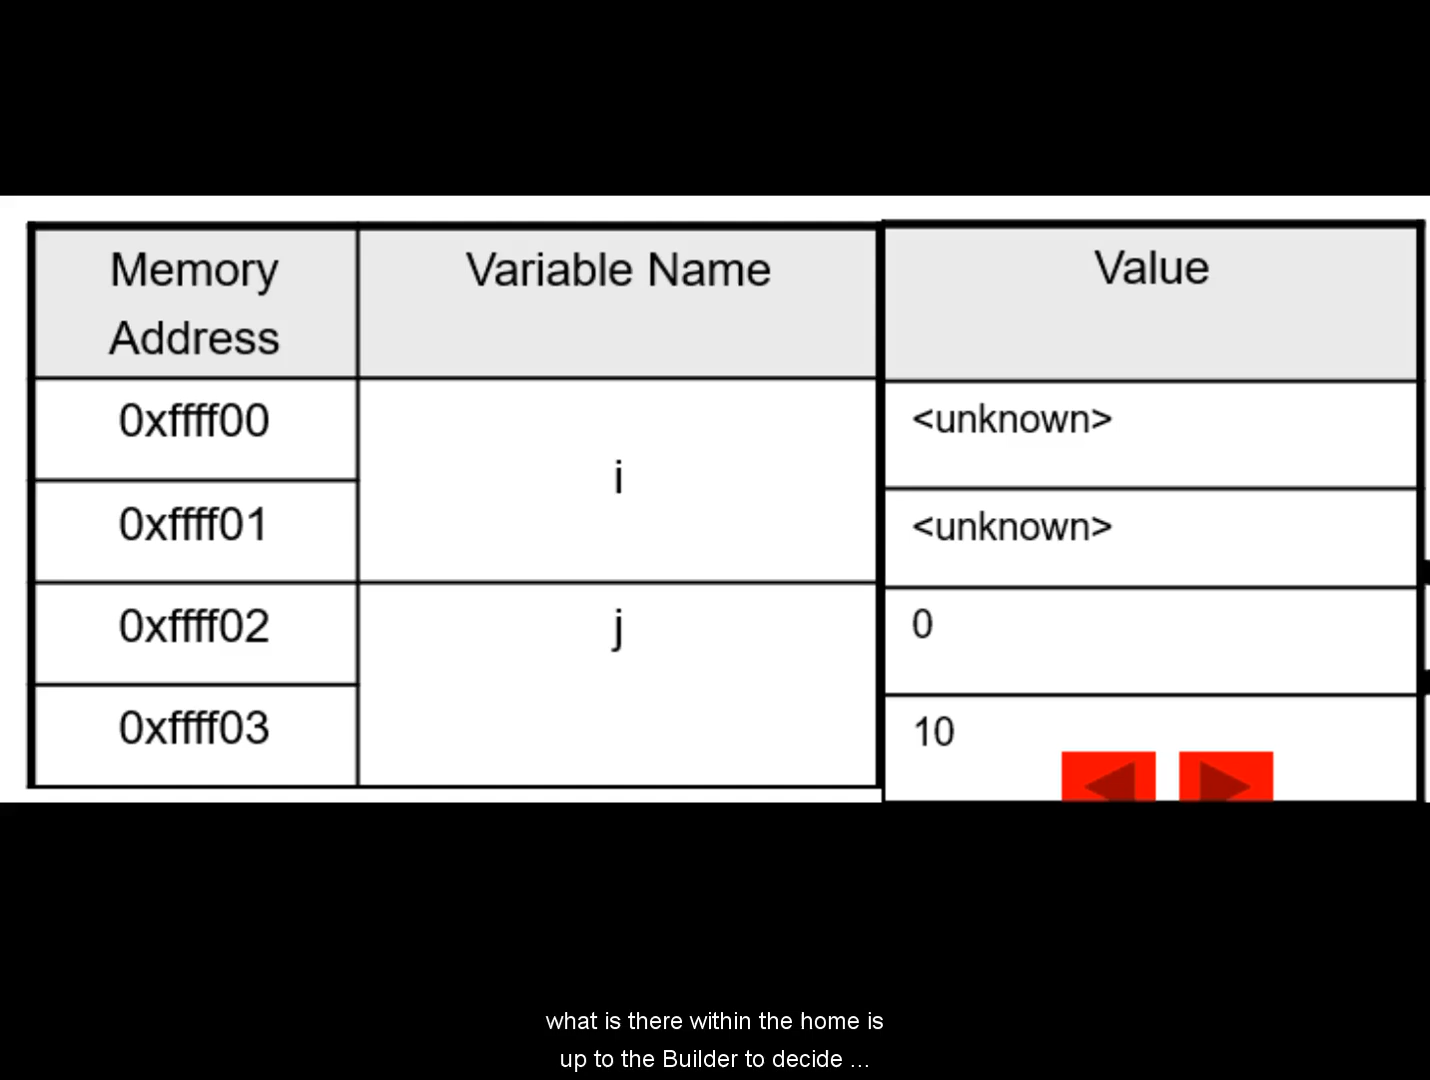 Memory Address Variable Name Value
0xffff00 i <unknown>
0xffff01 <unknown>
0xffff02 j 0
0xffff03 10
what is there within the home is
up to the Builder to decide ...